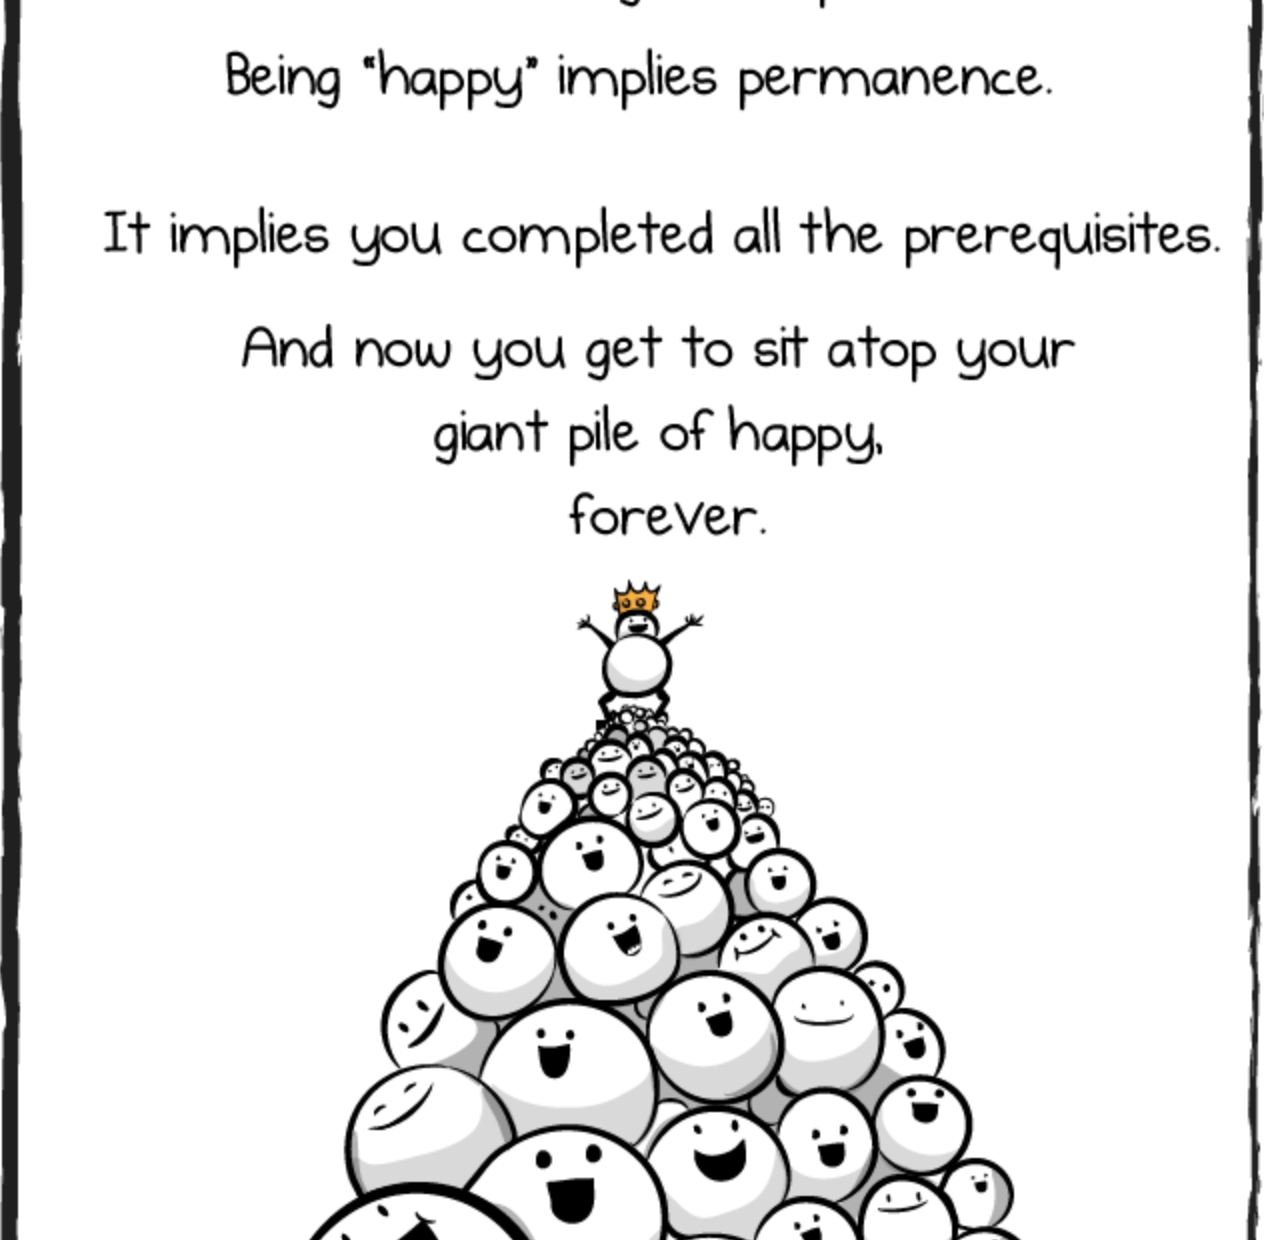 Being “happy” implies permanence.
It implies you completed all the prerequisites.
And now you get to sit atop your
giant pile of happy,
forever.